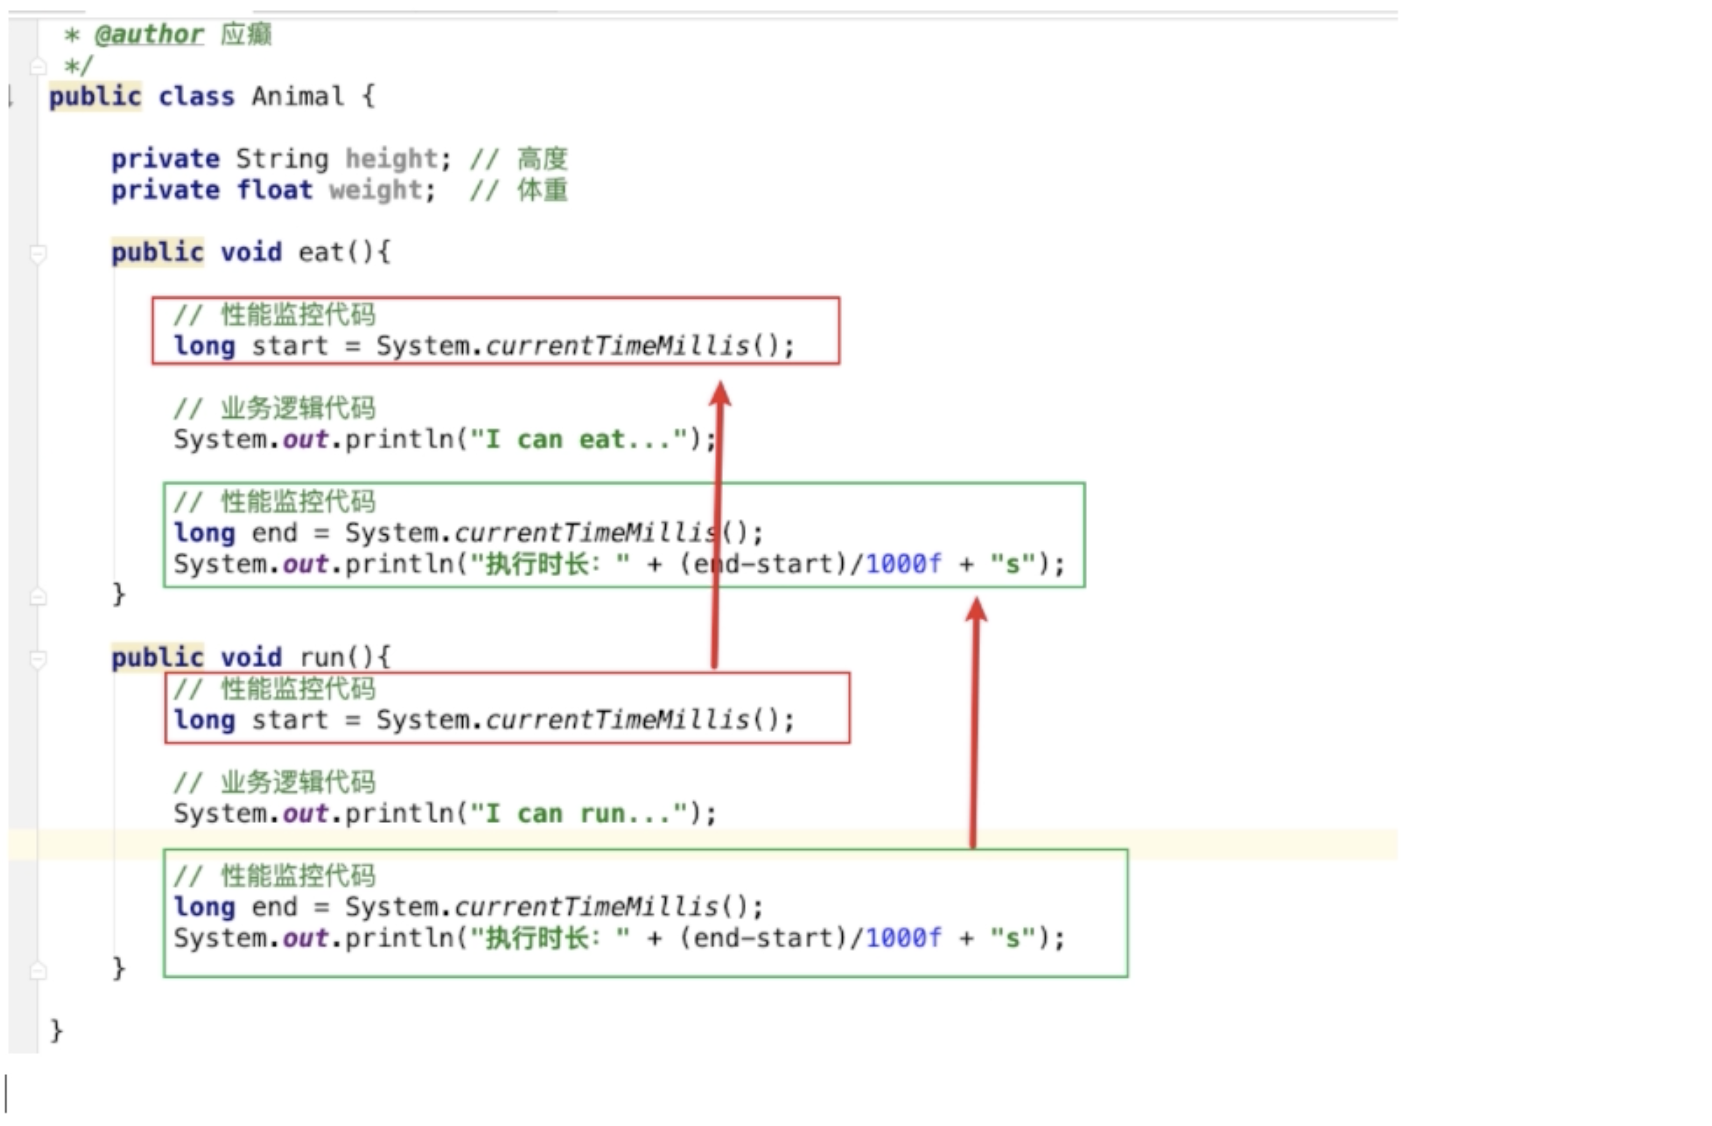 * @author 应癫
*/
public class Animal {
private String height; // 高度
private float weight; // 体重
public void eat(){
// 性能监控代码
long start = System.currentTimeMillis();
// 业务逻辑代码
System.out.println("I can eat...");
// 性能监控代码
long end = System.currentTimeMillis();
System.out.println("执行时长：" + (end-start)/1000f + "s");
}
public void run(){
// 性能监控代码
long start = System.currentTimeMillis();
// 业务逻辑代码
System.out.println("I can run...");
// 性能监控代码
long end = System.currentTimeMillis();
System.out.println("执行时长：" + (end-start)/1000f + "s");
}
}